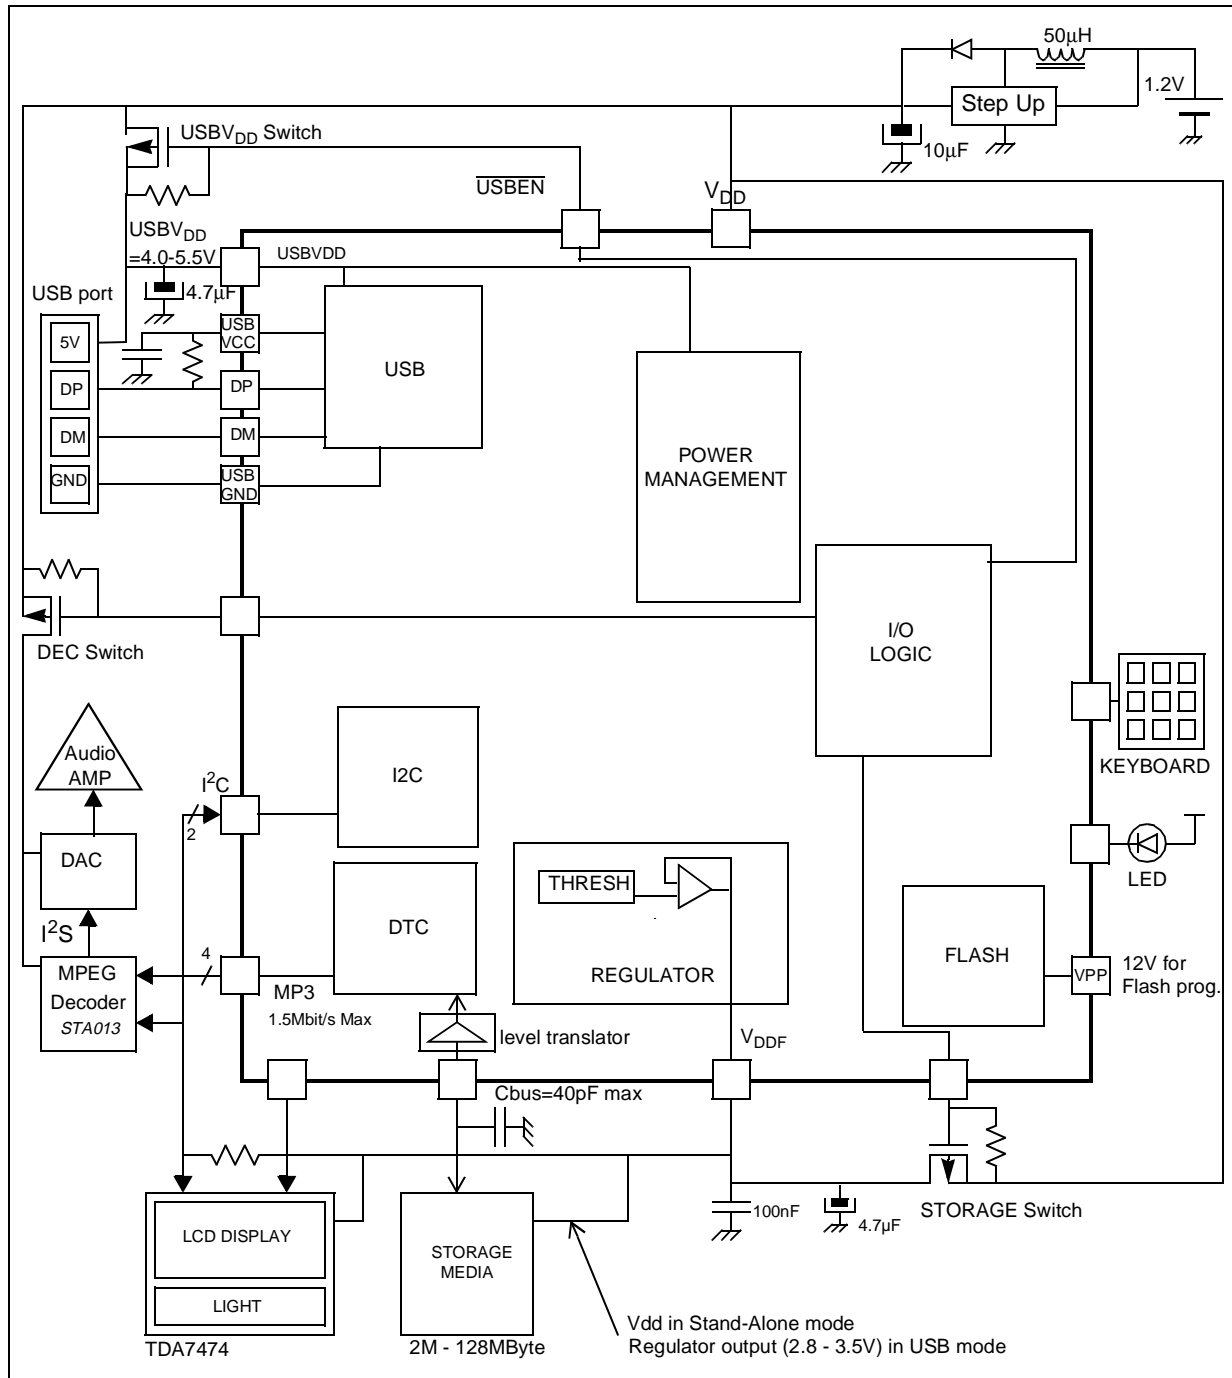 50µH
1.2V
Step Up
10µF
USBV_DD Switch
USBEN
V_DD
USBV_DD
=4.0-5.5V
USBVDD
4.7µF
USB port
5V
USB
VCC
USB
DP
DP
DM
DM
GND
USB
GND
POWER
MANAGEMENT
I/O
LOGIC
DEC Switch
KEYBOARD
Audio
AMP
I²C
2
I2C
DAC
LED
THRESH
DTC
I²S
FLASH
MPEG
Decoder
STA013
4
MP3
1.5Mbit/s Max
REGULATOR
VPP
12V for
Flash prog.
level translator
V_DDF
Cbus=40pF max
100nF
4.7µF
STORAGE Switch
LCD DISPLAY
STORAGE
MEDIA
LIGHT
TDA7474
2M - 128MByte
Vdd in Stand-Alone mode
Regulator output (2.8 - 3.5V) in USB mode